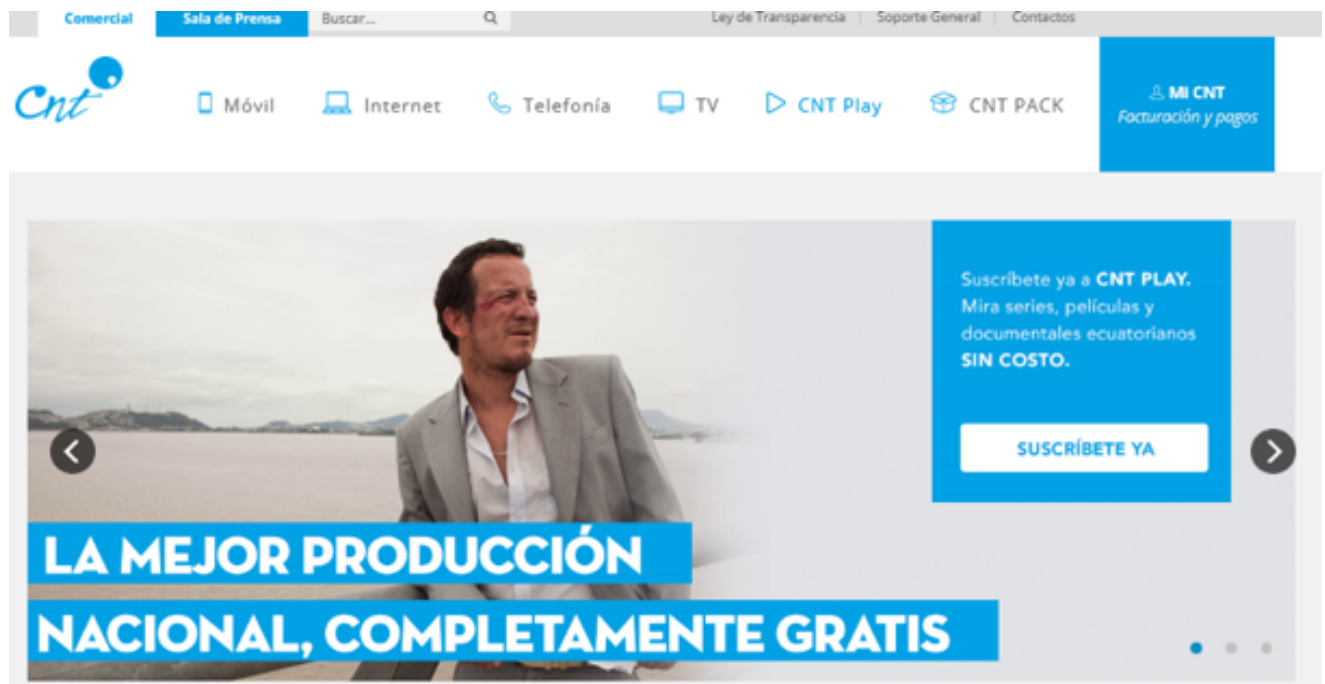 Comercial
Sala de Prensa
Buscar...
Ley de Transparencia
Soporte General
Contactos
Cnt
Móvil
Internet
Telefonía
TV
CNT Play
CNT PACK
MI CNT
Facturación y pagos
Suscríbete ya a CNT PLAY.
Mira series, películas y
documentales ecuatorianos
SIN COSTO.
SUSCRÍBETE YA
LA MEJOR PRODUCCIÓN
NACIONAL, COMPLETAMENTE GRATIS